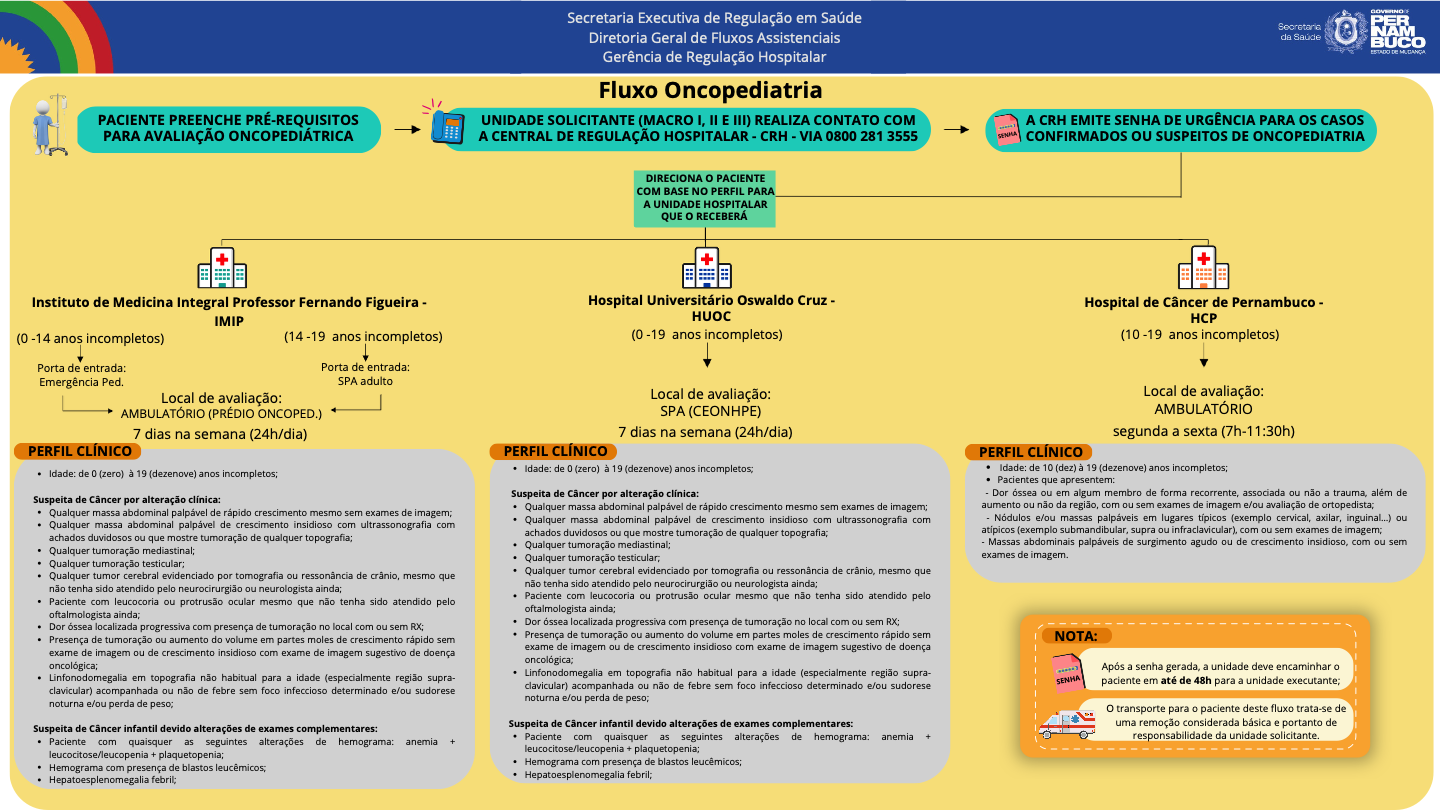 Secretaria Executiva de Regulação em Saúde
Diretoria Geral de Fluxos Assistenciais
Gerência de Regulação Hospitalar
Secretaria
da Saúde
GOVERNO DE
PER
NAM
BUCO
ESTADO DE MUDANÇA
Fluxo Oncopediatria
PACIENTE PREENCHE PRÉ-REQUISITOS
PARA AVALIAÇÃO ONCOPEDIÁTRICA
UNIDADE SOLICITANTE (MACRO I, II E III) REALIZA CONTATO COM
A CENTRAL DE REGULAÇÃO HOSPITALAR - CRH - VIA 0800 281 3555
SENHA
A CRH EMITE SENHA DE URGÊNCIA PARA OS CASOS
CONFIRMADOS OU SUSPEITOS DE ONCOPEDIATRIA
DIRECIONA O PACIENTE
COM BASE NO PERFIL PARA
A UNIDADE HOSPITALAR
QUE O RECEBERÁ
Instituto de Medicina Integral Professor Fernando Figueira -
IMIP
(0 -14 anos incompletos)
(14 -19 anos incompletos)
Porta de entrada:
Emergência Ped.
Porta de entrada:
SPA adulto
Local de avaliação:
AMBULATÓRIO (PRÉDIO ONCOPED.)
7 dias na semana (24h/dia)
PERFIL CLÍNICO
• Idade: de 0 (zero) à 19 (dezenove) anos incompletos;
Suspeita de Câncer por alteração clínica:
• Qualquer massa abdominal palpável de rápido crescimento mesmo sem exames de imagem;
• Qualquer massa abdominal palpável de crescimento insidioso com ultrassonografia com
achados duvidosos ou que mostre tumoração de qualquer topografia;
• Qualquer tumoração mediastinal;
• Qualquer tumoração testicular;
• Qualquer tumor cerebral evidenciado por tomografia ou ressonância de crânio, mesmo que
não tenha sido atendido pelo neurocirurgião ou neurologista ainda;
• Paciente com leucocoria ou protrusão ocular mesmo que não tenha sido atendido pelo
oftalmologista ainda;
• Dor óssea localizada progressiva com presença de tumoração no local com ou sem RX;
• Presença de tumoração ou aumento do volume em partes moles de crescimento rápido sem
exame de imagem ou de crescimento insidioso com exame de imagem sugestivo de doença
oncológica;
• Linfonodomegalia em topografia não habitual para a idade (especialmente região supra-
clavicular) acompanhada ou não de febre sem foco infeccioso determinado e/ou sudorese
noturna e/ou perda de peso;
Suspeita de Câncer infantil devido alterações de exames complementares:
• Paciente com quaisquer as seguintes alterações de hemograma: anemia +
leucocitose/leucopenia + plaquetopenia;
• Hemograma com presença de blastos leucêmicos;
• Hepatoesplenomegalia febril;
Hospital Universitário Oswaldo Cruz -
HUOC
(0 -19 anos incompletos)
Local de avaliação:
SPA (CEONHPE)
7 dias na semana (24h/dia)
PERFIL CLÍNICO
• Idade: de 0 (zero) à 19 (dezenove) anos incompletos;
Suspeita de Câncer por alteração clínica:
• Qualquer massa abdominal palpável de rápido crescimento mesmo sem exames de imagem;
• Qualquer massa abdominal palpável de crescimento insidioso com ultrassonografia com
achados duvidosos ou que mostre tumoração de qualquer topografia;
• Qualquer tumoração mediastinal;
• Qualquer tumoração testicular;
• Qualquer tumor cerebral evidenciado por tomografia ou ressonância de crânio, mesmo que
não tenha sido atendido pelo neurocirurgião ou neurologista ainda;
• Paciente com leucocoria ou protrusão ocular mesmo que não tenha sido atendido pelo
oftalmologista ainda;
• Dor óssea localizada progressiva com presença de tumoração no local com ou sem RX;
• Presença de tumoração ou aumento do volume em partes moles de crescimento rápido sem
exame de imagem ou de crescimento insidioso com exame de imagem sugestivo de doença
oncológica;
• Linfonodomegalia em topografia não habitual para a idade (especialmente região supra-
clavicular) acompanhada ou não de febre sem foco infeccioso determinado e/ou sudorese
noturna e/ou perda de peso;
Suspeita de Câncer infantil devido alterações de exames complementares:
• Paciente com quaisquer as seguintes alterações de hemograma: anemia +
leucocitose/leucopenia + plaquetopenia;
• Hemograma com presença de blastos leucêmicos;
• Hepatoesplenomegalia febril;
Hospital de Câncer de Pernambuco -
HCP
(10 -19 anos incompletos)
Local de avaliação:
AMBULATÓRIO
segunda a sexta (7h-11:30h)
PERFIL CLÍNICO
• Idade: de 10 (dez) à 19 (dezenove) anos incompletos;
• Pacientes que apresentem:
- Dor óssea ou em algum membro de forma recorrente, associada ou não a trauma, além de
aumento ou não da região, com ou sem exames de imagem e/ou avaliação de ortopedista;
- Nódulos e/ou massas palpáveis em lugares típicos (exemplo cervical, axilar, inguinal...) ou
atípicos (exemplo submandibular, supra ou infraclavicular), com ou sem exames de imagem;
- Massas abdominais palpáveis de surgimento agudo ou de crescimento insidioso, com ou sem
exames de imagem.
NOTA:
SENHA
Após a senha gerada, a unidade deve encaminhar o
paciente em até de 48h para a unidade executante;
O transporte para o paciente deste fluxo trata-se de
uma remoção considerada básica e portanto de
responsabilidade da unidade solicitante.